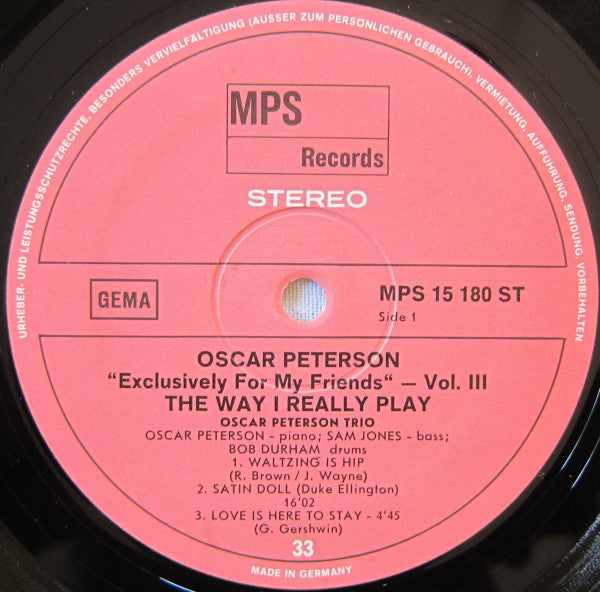 URHEBER- UND LEISTUNGSSCHUTZRECHTE, BESONDERS VERVIELFÄLTIGUNG (AUSSER ZUM PERSÖNLICHEN GEBRAUCH), VERMIETUNG, AUFFÜHRUNG, SENDUNG, VORBEHALTEN
MPS
Records
STEREO
GEMA
MPS 15 180 ST
Side 1
OSCAR PETERSON
“Exclusively For My Friends“ – Vol. III
THE WAY I REALLY PLAY
OSCAR PETERSON TRIO
OSCAR PETERSON - piano; SAM JONES - bass;
BOB DURHAM drums
1. WALTZING IS HIP
(R. Brown / J. Wayne)
2. SATIN DOLL (Duke Ellington)
16'02
3. LOVE IS HERE TO STAY - 4'45
(G. Gershwin)
33
MADE IN GERMANY